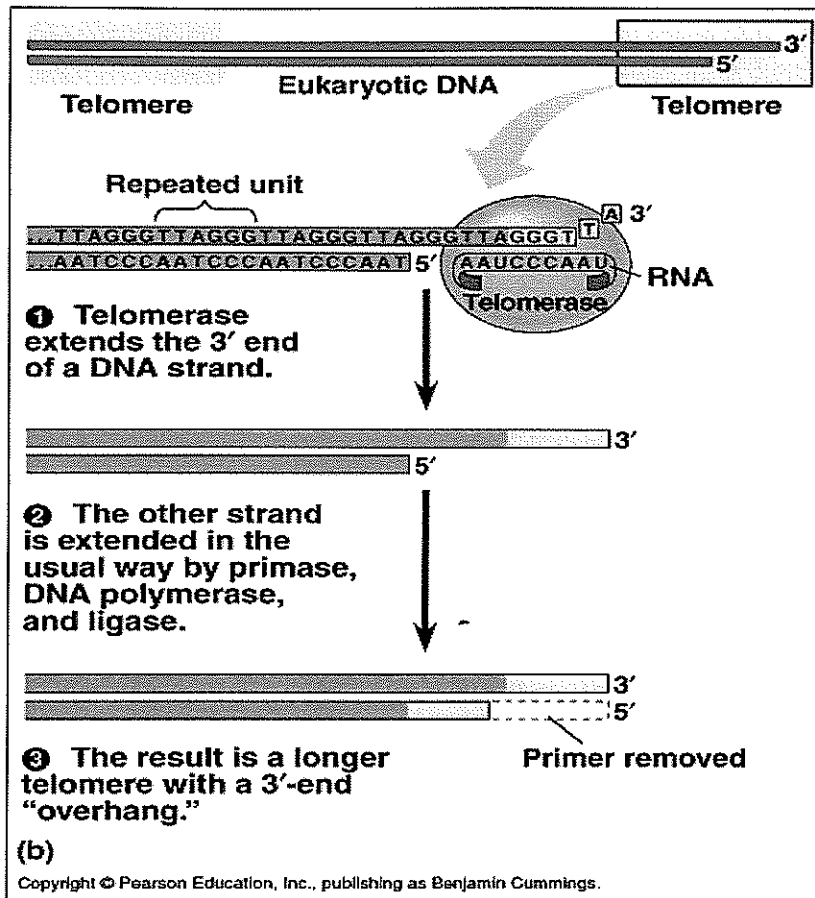 3′
5′
Eukaryotic DNA
Telomere
Telomere
Repeated unit
A 3′
T
...TTAGGGTTAGGGTTAGGGTTAGGGTTAGGGT
...AATCCCAATCCCAATCCCAAT 5′
AAUCCCAAU
RNA
Telomerase
❶ Telomerase
extends the 3′ end
of a DNA strand.
3′
5′
❷ The other strand
is extended in the
usual way by primase,
DNA polymerase,
and ligase.
3′
5′
❸ The result is a longer
telomere with a 3′-end
“overhang.”
Primer removed
(b)
Copyright © Pearson Education, Inc., publishing as Benjamin Cummings.